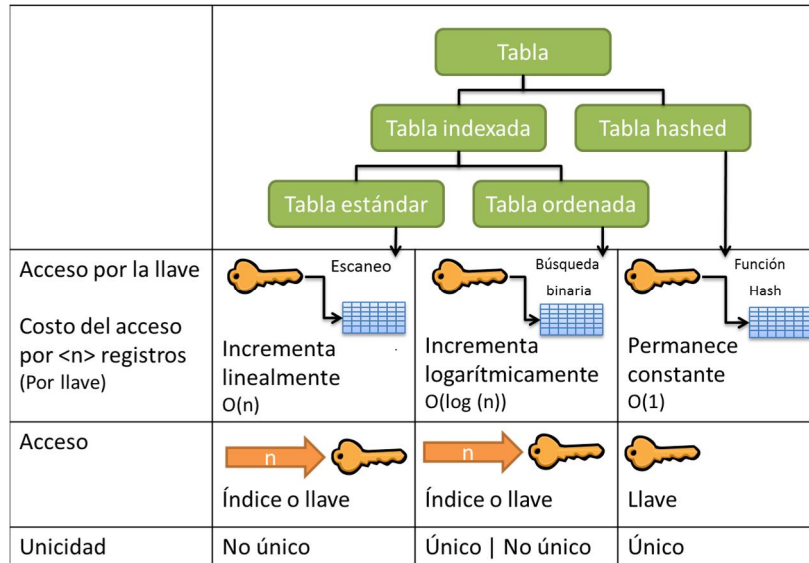 Tabla
Tabla indexada
Tabla hashed
Tabla estándar
Tabla ordenada
Acceso por la llave
Costo del acceso
por <n> registros
(Por llave)
Escaneo
Incrementa
linealmente
O(n)
Búsqueda
binaria
Incrementa
logarítmicamente
O(log (n))
Función
Hash
Permanece
constante
O(1)
Acceso
n
Índice o llave
n
Índice o llave
Llave
Unicidad
No único
Único | No único
Único